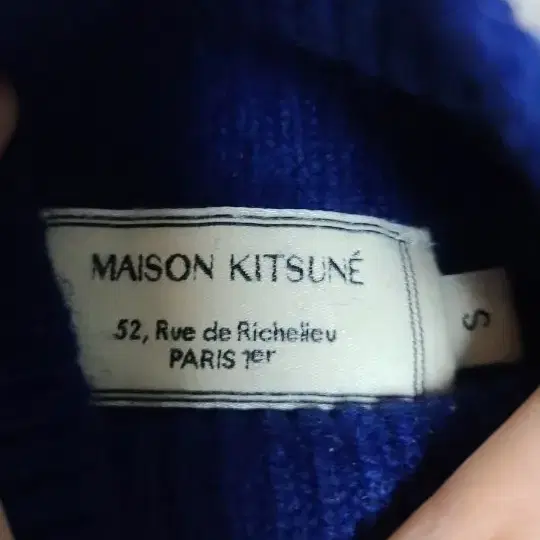 MAISON KITSUNÉ
52, Rue de Richelieu
PARIS 1er
S